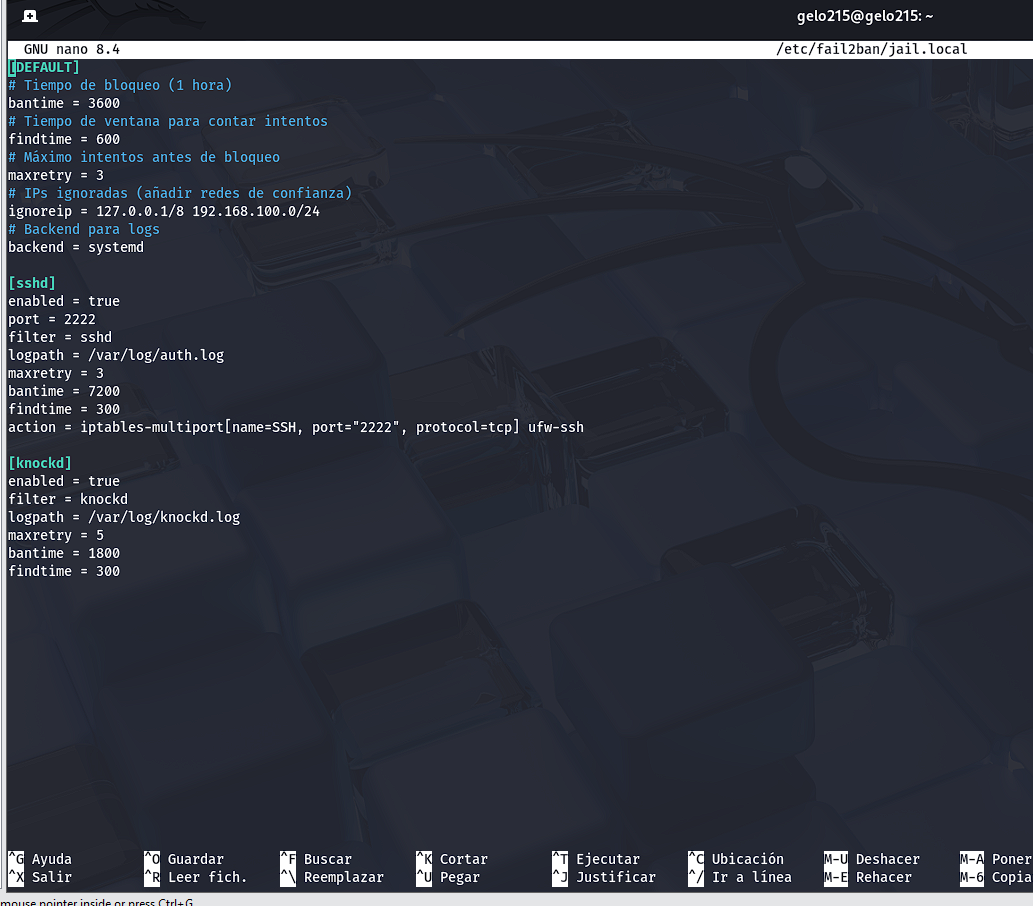 gelo215@gelo215: ~
GNU nano 8.4 /etc/fail2ban/jail.local
[DEFAULT]
# Tiempo de bloqueo (1 hora)
bantime = 3600
# Tiempo de ventana para contar intentos
findtime = 600
# Máximo intentos antes de bloqueo
maxretry = 3
# IPs ignoradas (añadir redes de confianza)
ignoreip = 127.0.0.1/8 192.168.100.0/24
# Backend para logs
backend = systemd
[sshd]
enabled = true
port = 2222
filter = sshd
logpath = /var/log/auth.log
maxretry = 3
bantime = 7200
findtime = 300
action = iptables-multiport[name=SSH, port="2222", protocol=tcp] ufw-ssh
[knockd]
enabled = true
filter = knockd
logpath = /var/log/knockd.log
maxretry = 5
bantime = 1800
findtime = 300
^G Ayuda ^O Guardar ^F Buscar ^K Cortar ^T Ejecutar ^C Ubicación M-U Deshacer M-A Poner
^X Salir ^R Leer fich. ^\ Reemplazar ^U Pegar ^J Justificar ^/ Ir a línea M-E Rehacer M-6 Copia
mouse pointer inside or press Ctrl+G